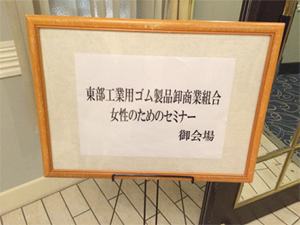 東部工業用ゴム製品卸商業組合
女性のためのセミナー
御会場